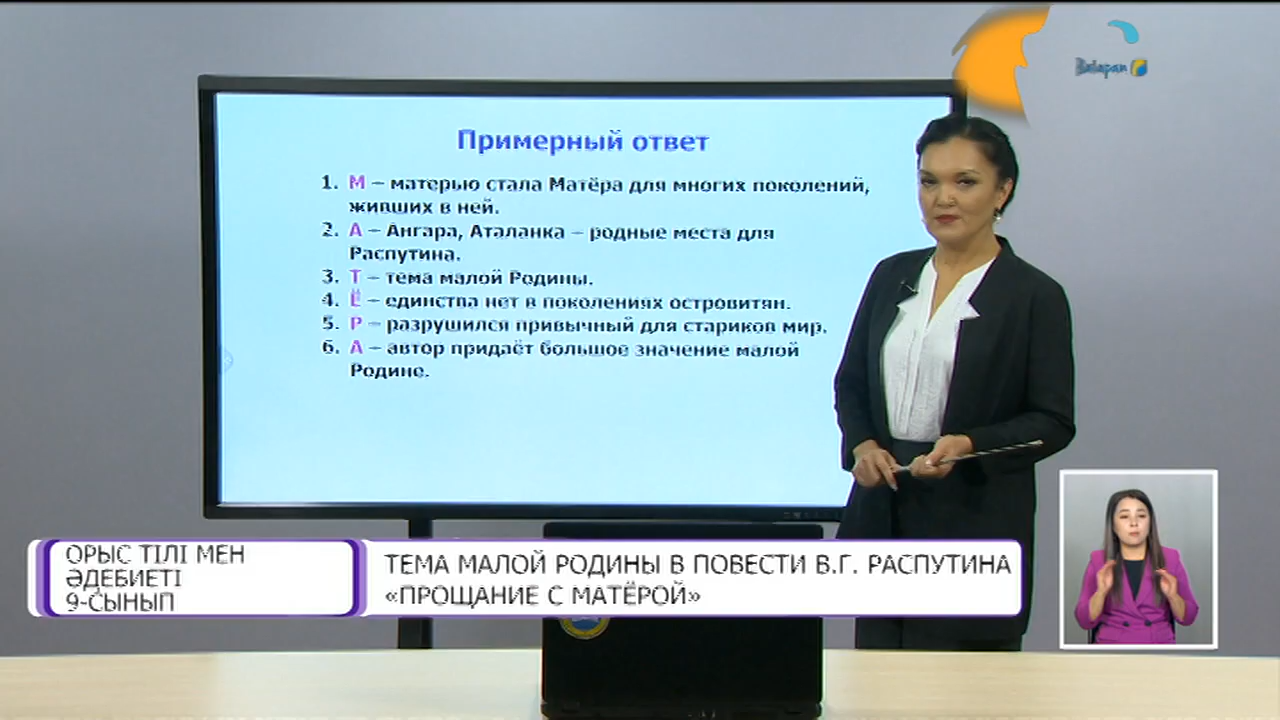 Balapan
Примерный ответ
1. М – матерью стала Матёра для многих поколений,
живших в ней.
2. А – Ангара, Аталанка – родные места для
Распутина.
3. Т – тема малой Родины.
4. Ё – единства нет в поколениях островитян.
5. Р – разрушился привычный для стариков мир.
6. А – автор придаёт большое значение малой
Родине.
ОРЫС ТІЛІ МЕН
ӘДЕБИЕТІ
9-СЫНЫП
ТЕМА МАЛОЙ РОДИНЫ В ПОВЕСТИ В.Г. РАСПУТИНА
«ПРОЩАНИЕ С МАТЁРОЙ»